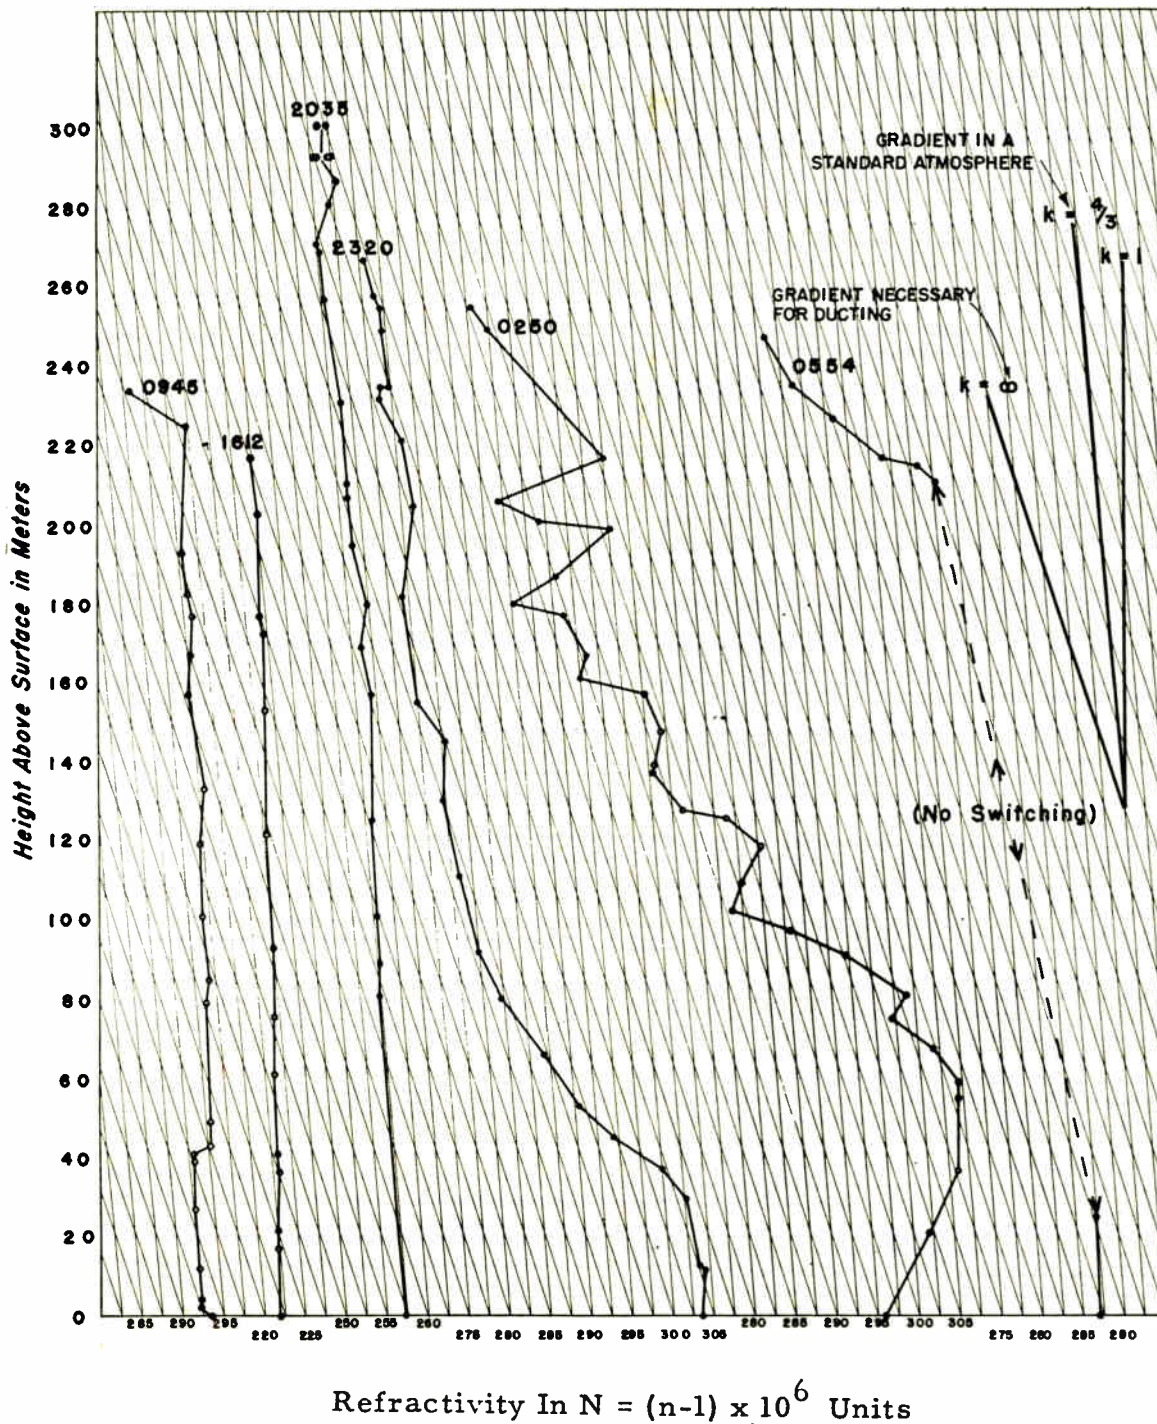 2035
300
GRADIENT IN A
STANDARD ATMOSPHERE
280
k = 4/3
2320
k = 1
260
GRADIENT NECESSARY
FOR DUCTING
0250
240
0554
0945
k = ∞
220
1612
200
180
160
140
(No Switching)
120
100
80
60
40
20
0
Height Above Surface in Meters
285 290 295 220 225 250 255 260 275 280 285 290 295 300 305 280 285 290 295 300 305 275 280 285 290
Refractivity In N = (n-1) x 10⁶ Units